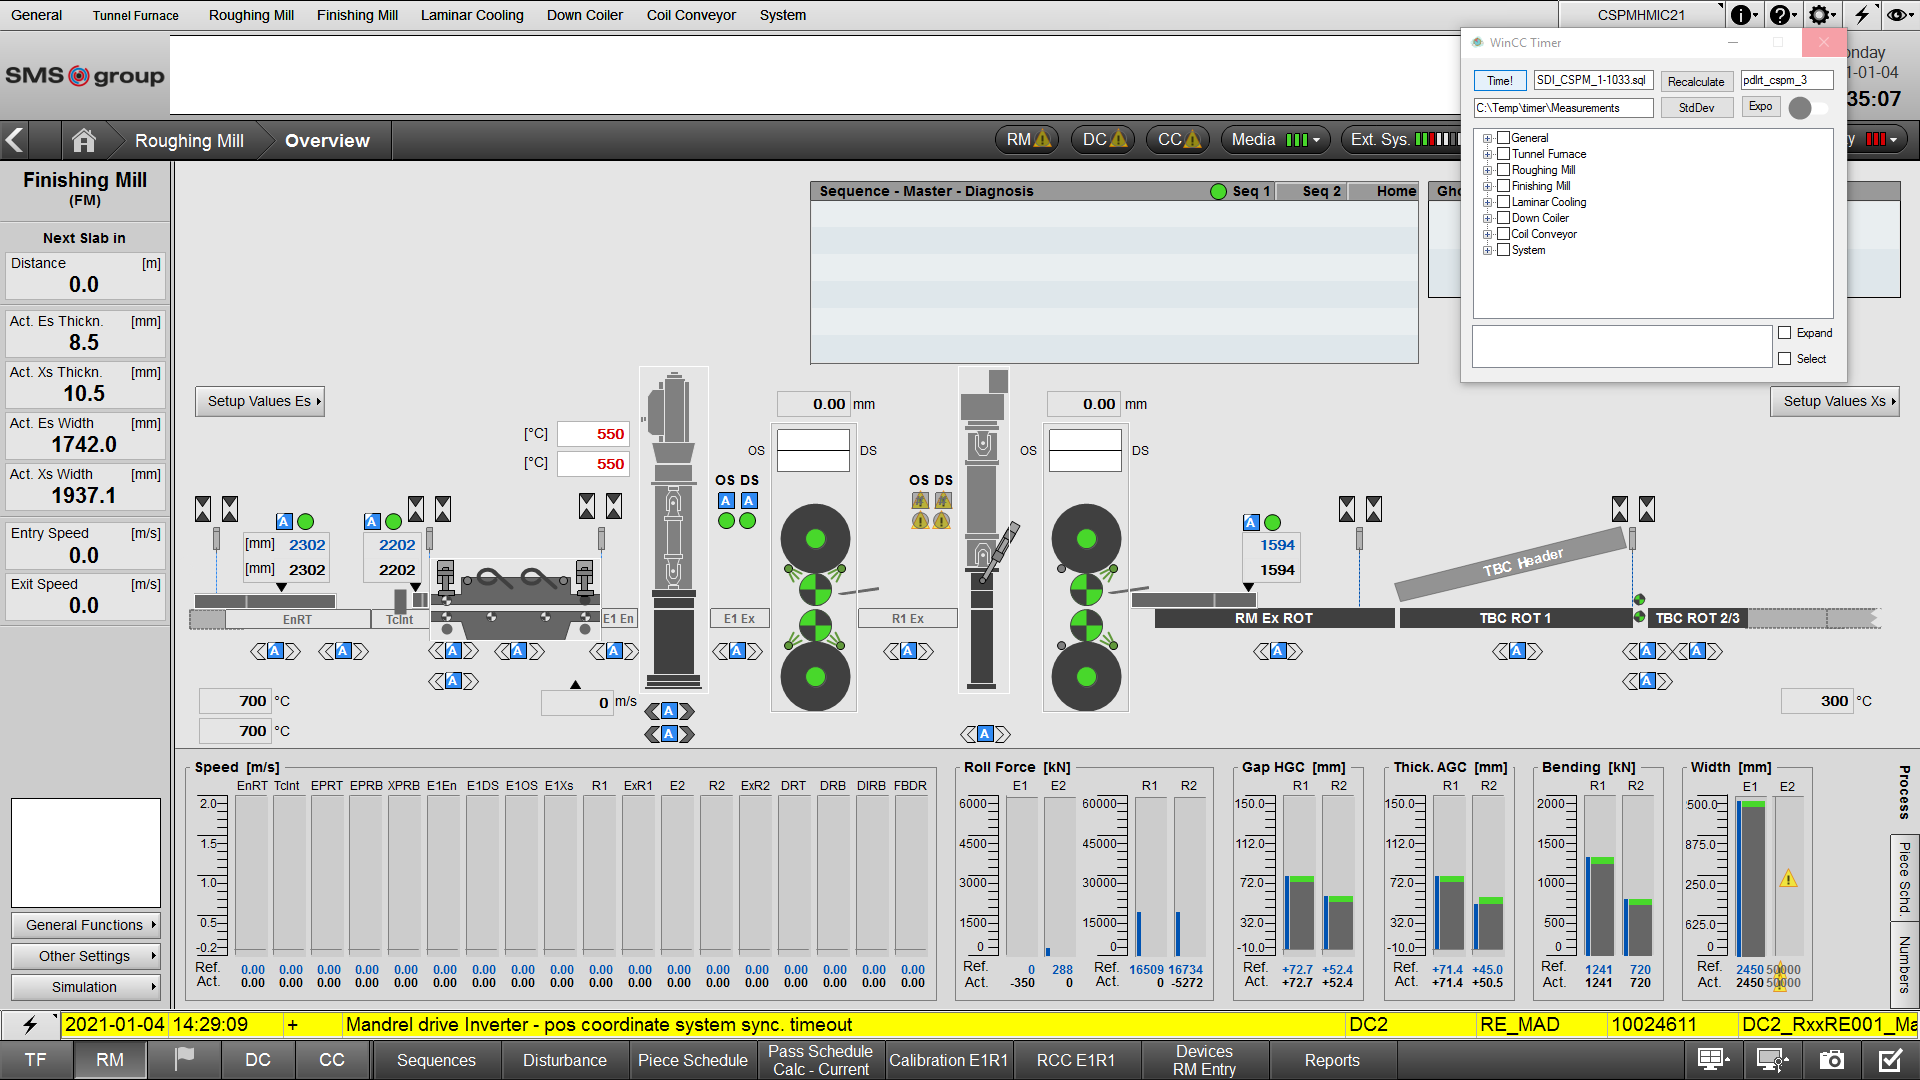 General Tunnel Furnace Roughing Mill Finishing Mill Laminar Cooling Down Coiler Coil Conveyor System CSPMHMIC21
SMS group
WinCC Timer
Time! SDI_CSPM_1-1033.sql Recalculate pdlrt_cspm_3
C:\Temp\timer\Measurements StdDev Expo
General
Tunnel Furnace
Roughing Mill
Finishing Mill
Laminar Cooling
Down Coiler
Coil Conveyor
System
Expand
Select
nday
1-01-04
35:07
Roughing Mill Overview RM DC CC Media Ext. Sys. y
Finishing Mill
(FM)
Next Slab in
Distance [m]
0.0
Act. Es Thickn. [mm]
8.5
Act. Xs Thickn. [mm]
10.5
Act. Es Width [mm]
1742.0
Act. Xs Width [mm]
1937.1
Entry Speed [m/s]
0.0
Exit Speed [m/s]
0.0
General Functions
Other Settings
Simulation
Sequence - Master - Diagnosis Seq 1 Seq 2 Home Gho
Setup Values Es Setup Values Xs
0.00 mm 0.00 mm
[°C] 550
[°C] 550
OS DS OS DS
OS DS OS DS
A A
A A A
[mm] 2302 2202 1594
[mm] 2302 2202 1594
TBC Header
EnRT TcInt E1 En E1 Ex R1 Ex RM Ex ROT TBC ROT 1 TBC ROT 2/3
A A A A A A A A A A A
A A
700 °C 0 m/s 300 °C
700 °C
A
A A
Speed [m/s] Roll Force [kN] Gap HGC [mm] Thick. AGC [mm] Bending [kN] Width [mm]
EnRT TcInt EPRT EPRB XPRB E1En E1DS E1OS E1Xs R1 ExR1 E2 R2 ExR2 DRT DRB DIRB FBDR E1 E2 R1 R2 R1 R2 R1 R2 R1 R2 E1 E2
2.0 6000 60000 150.0 150.0 2000 500.0
1.5 4500 45000 112.0 112.0 1500 875.0
1.0 3000 30000 72.0 72.0 1000 250.0
0.5 1500 15000 32.0 32.0 500 625.0
-0.2 0 0 -10.0 -10.0 0 0
Ref. 0.00 0.00 0.00 0.00 0.00 0.00 0.00 0.00 0.00 0.00 0.00 0.00 0.00 0.00 0.00 0.00 0.00 0.00 Ref. 0 288 Ref. 16509 16734 Ref. +72.7 +52.4 Ref. +71.4 +45.0 Ref. 1241 720 Ref. 2450 50000
Act. 0.00 0.00 0.00 0.00 0.00 0.00 0.00 0.00 0.00 0.00 0.00 0.00 0.00 0.00 0.00 0.00 0.00 0.00 Act. -350 0 Act. 0 -5272 Act. +72.7 +52.4 Act. +71.4 +50.5 Act. 1241 720 Act. 2450 50000
Process
Piece Schd.
Numbers
2021-01-04 14:29:09 + Mandrel drive Inverter - pos coordinate system sync. timeout DC2 RE_MAD 10024611 DC2_RxxRE001_Ma
TF RM DC CC Sequences Disturbance Piece Schedule Pass Schedule Calc - Current Calibration E1R1 RCC E1R1 Devices RM Entry Reports